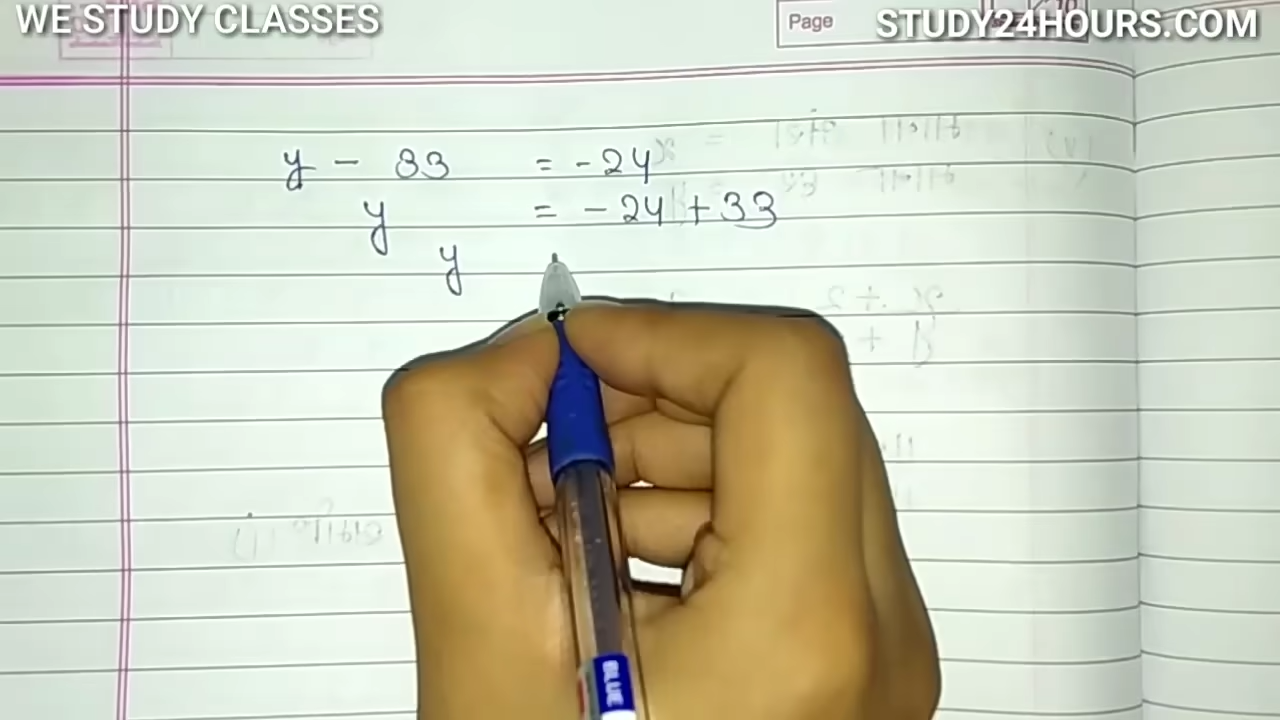 WE STUDY CLASSES
Page
STUDY24HOURS.COM
y - 33 = -24
y = -24 + 33
y
BLUE